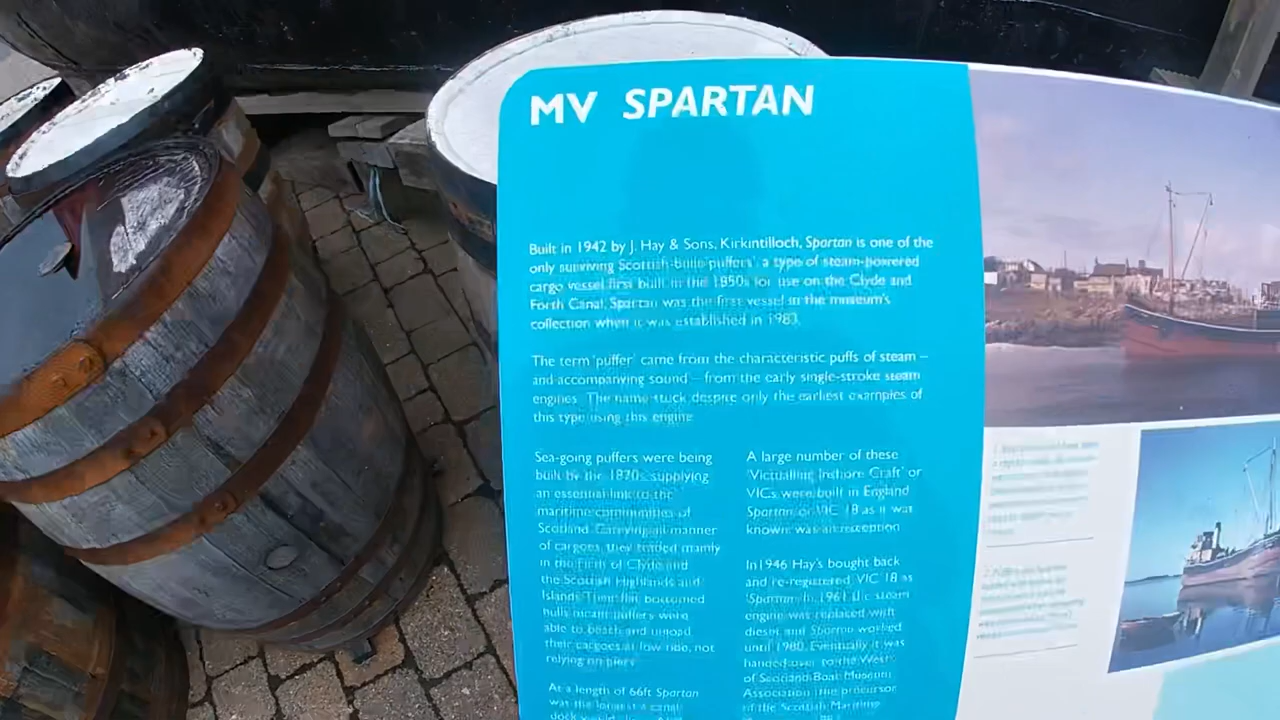 MV SPARTAN
Built in 1942 by J. Hay & Sons, Kirkintilloch, Spartan is one of the
only surviving Scottish-built 'puffers' a type of steam-powered
cargo vessel first built in the 1850s for use on the Clyde and
Forth Canal. Spartan was the first vessel in the museum's
collection when it was established in 1983.
The term 'puffer' came from the characteristic puffs of steam –
and accompanying sound – from the early single-stroke steam
engines. The name stuck despite only the earliest examples of
this type using this engine
Sea-going puffers were being
built by the 1870s, supplying
an essential link to the
maritime communities of
Scotland. Carrying all manner
of cargoes, they traded mainly
in the Firth of Clyde and
the Scottish Highlands and
Islands. Their flat bottomed
hulls meant puffers were
able to beach and unload
their cargoes at low tide, not
relying on piers
At a length of 66ft Spartan
was the longest a canal
dock would
A large number of these
'Victualling Inshore Craft' or
VICs were built in England
Spartan, or VIC 18 as it was
known was an exception
In 1946 Hay's bought back
and re-registered VIC 18 as
'Spartan'. In 1961 the steam
engine was replaced with
diesel and Spartan worked
until 1980. Eventually it was
handed over to the West
of Scotland Boat Museum
Association (the precursor
of the Scottish Maritime